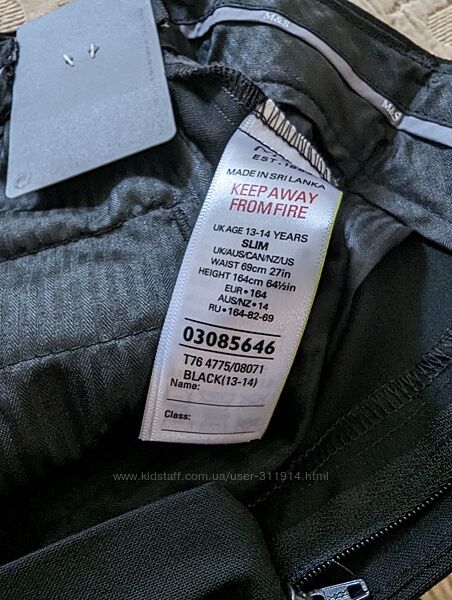 M&S
M&S
EST. 18
MADE IN SRI LANKA
KEEP AWAY
FROM FIRE
UK AGE 13-14 YEARS
SLIM
UK/AUS/CAN/NZ/US
WAIST 69cm 27in
HEIGHT 164cm 64½in
EUR • 164
AUS/NZ • 14
RU • 164-82-69
03085646
T76 4775/08071
BLACK(13-14)
Name:
Class:
www.kidstaff.com.ua/user-311914.html